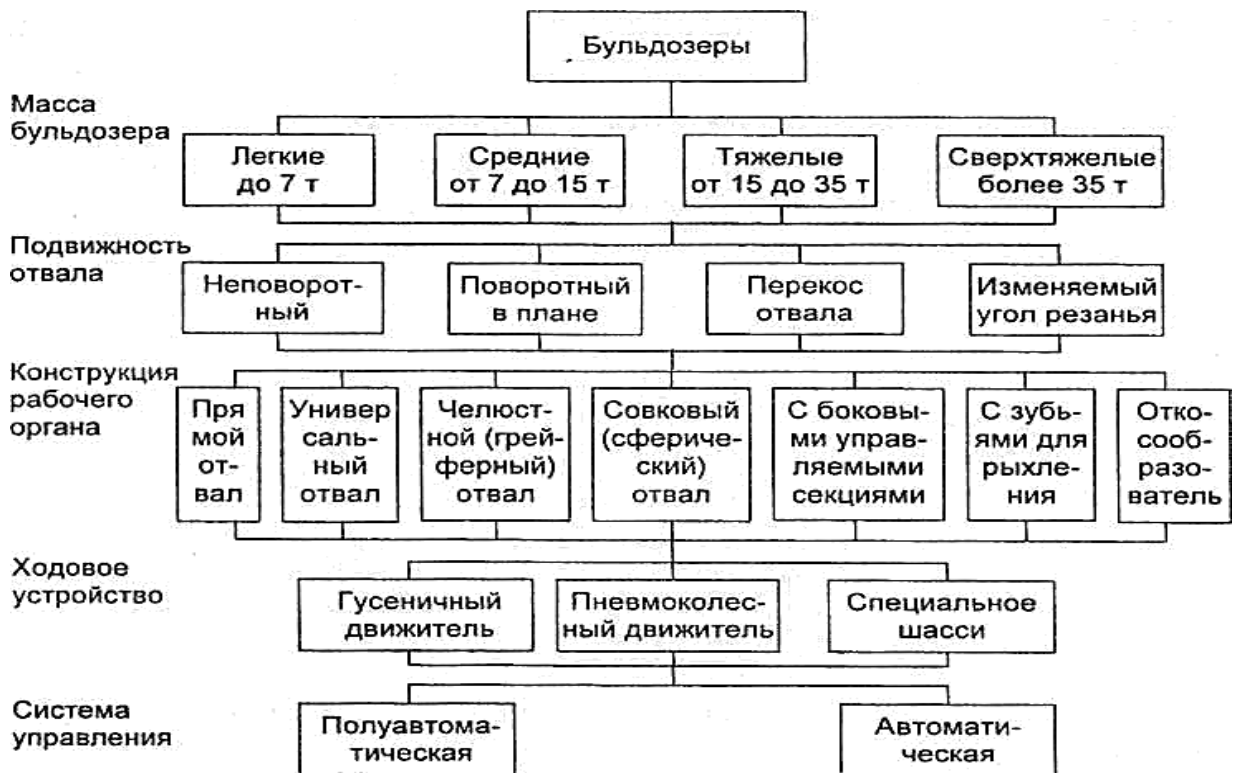 Бульдозеры
Масса
бульдозера
Легкие
до 7 т
Средние
от 7 до 15 т
Тяжелые
от 15 до 35 т
Сверхтяжелые
более 35 т
Подвижность
отвала
Неповорот-
ный
Поворотный
в плане
Перекос
отвала
Изменяемый
угол резанья
Конструкция
рабочего
органа
Пря
мой
от-
вал
Универ
саль-
ный
отвал
Челюст-
ной (грей-
ферный)
отвал
Совковый
(сфериче-
ский)
отвал
С боковы-
ми управ-
ляемыми
секциями
С зубь-
ями для
рыхле-
ния
Отко-
сооб-
разо-
ватель
Ходовое
устройство
Гусеничный
движитель
Пневмоколес-
ный движитель
Специальное
шасси
Система
управления
Полуавтома-
тическая
Автомати-
ческая